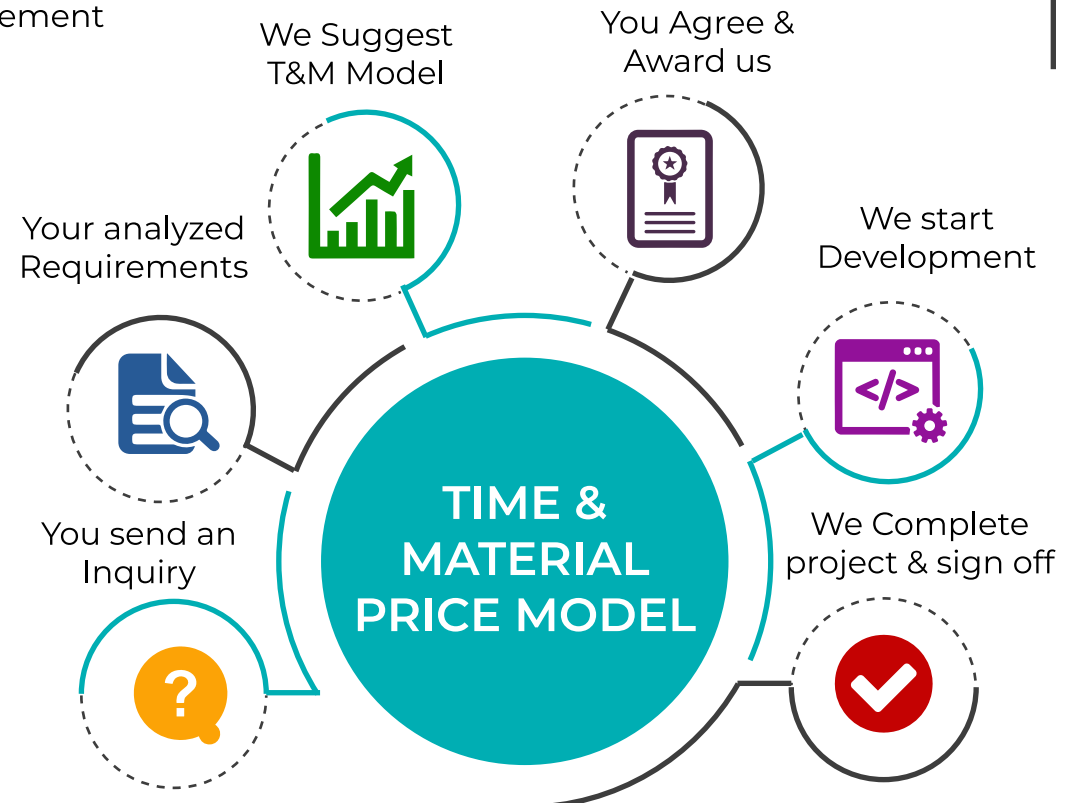 ement
We Suggest
T&M Model
You Agree &
Award us
Your analyzed
Requirements
We start
Development
</>
You send an
Inquiry
?
TIME &
MATERIAL
PRICE MODEL
We Complete
project & sign off